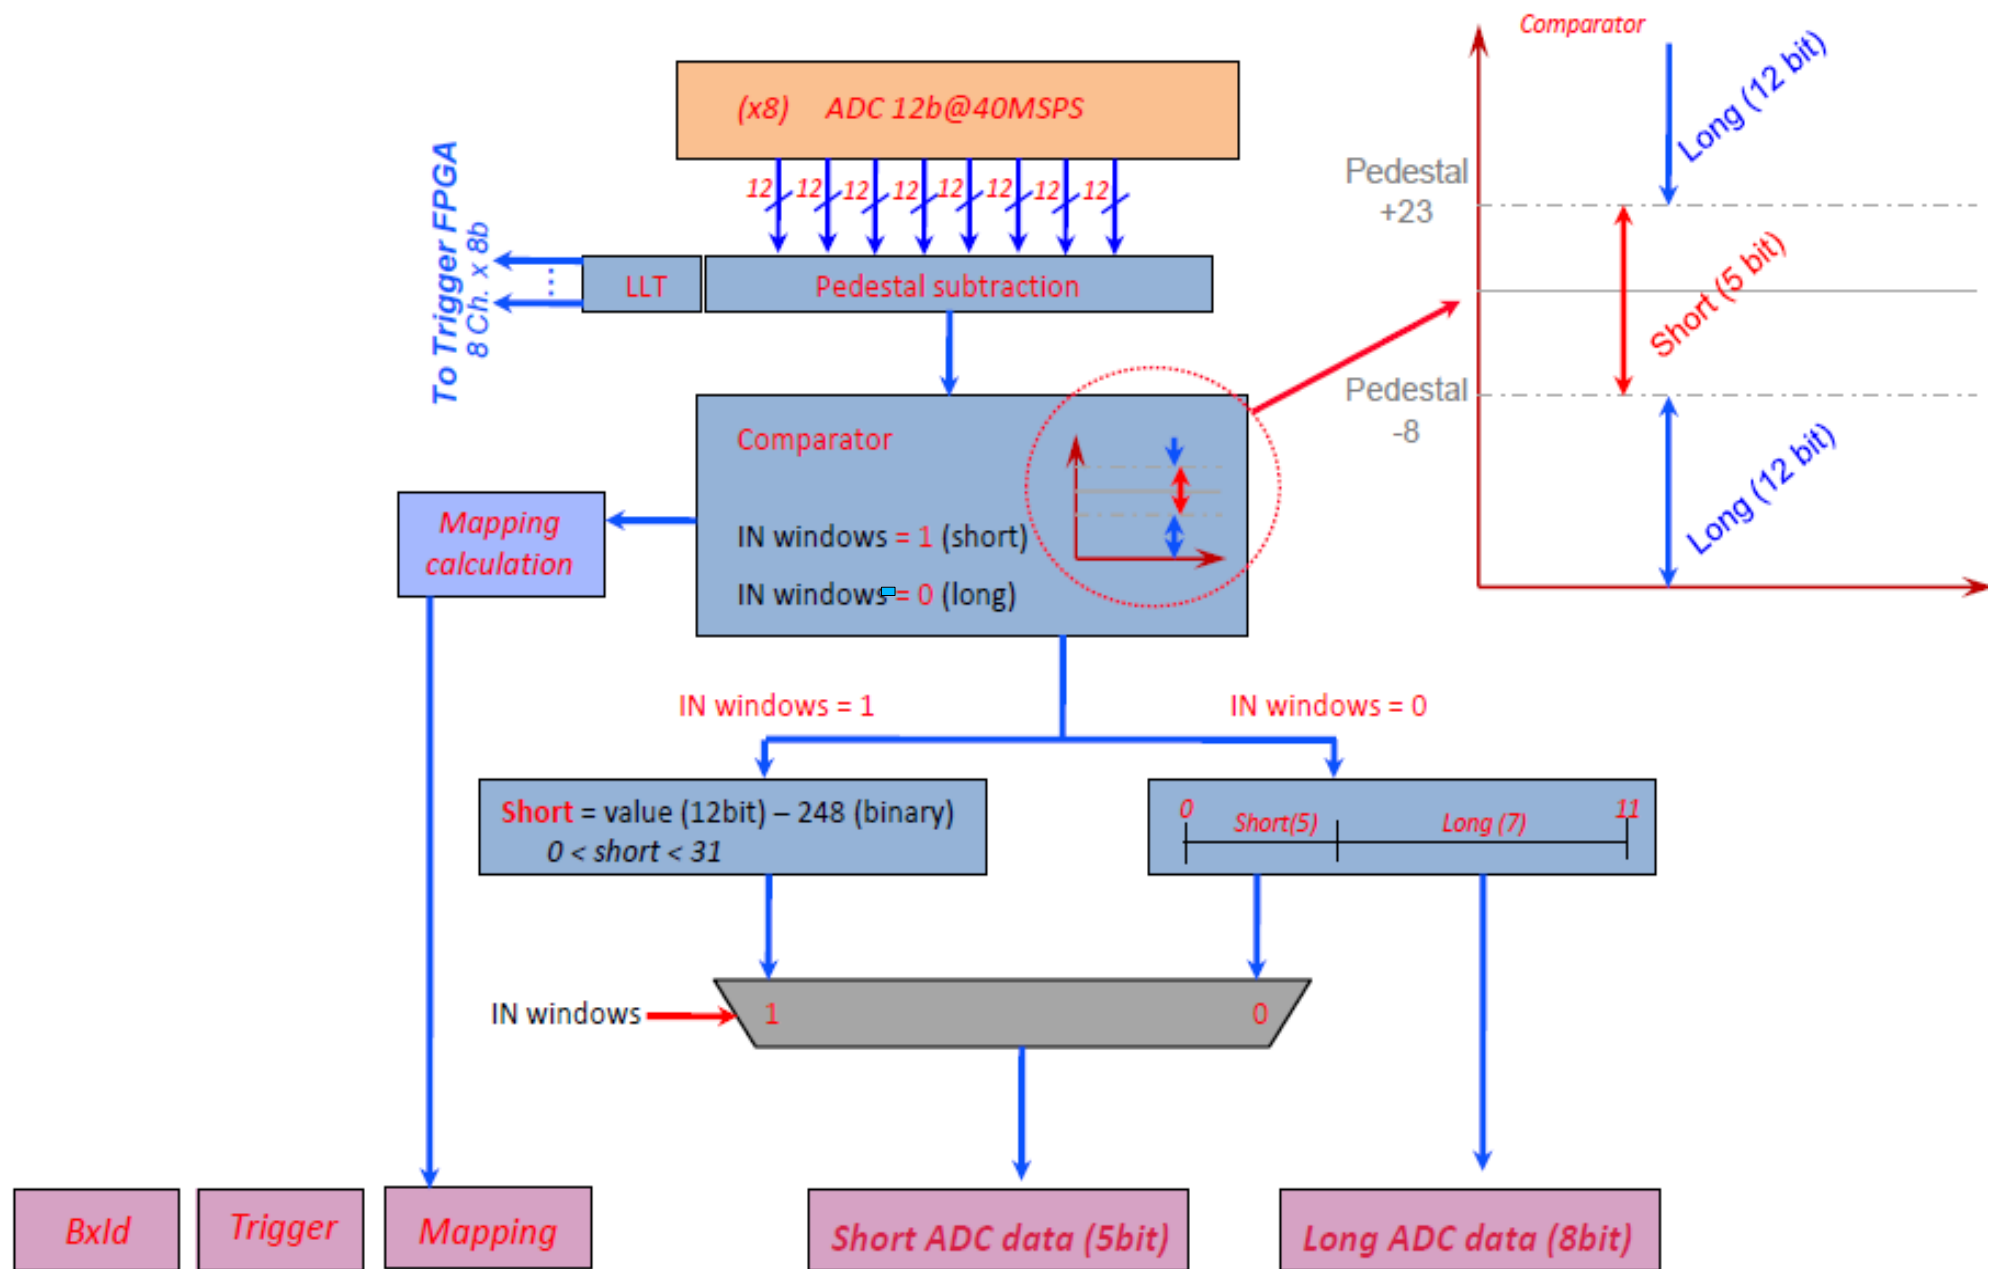 Comparator
(x8) ADC 12b@40MSPS
Long (12 bit)
Pedestal
+23
12 12 12 12 12 12 12 12
To Trigger FPGA
8 Ch. x 8b
...
LLT
Pedestal subtraction
Short (5 bit)
Pedestal
-8
Comparator
Long (12 bit)
Mapping
calculation
IN windows = 1 (short)
IN windows = 0 (long)
IN windows = 1
IN windows = 0
Short = value (12bit) – 248 (binary)
0 < short < 31
0 11
Short(5) Long (7)
IN windows
1 0
BxId
Trigger
Mapping
Short ADC data (5bit)
Long ADC data (8bit)